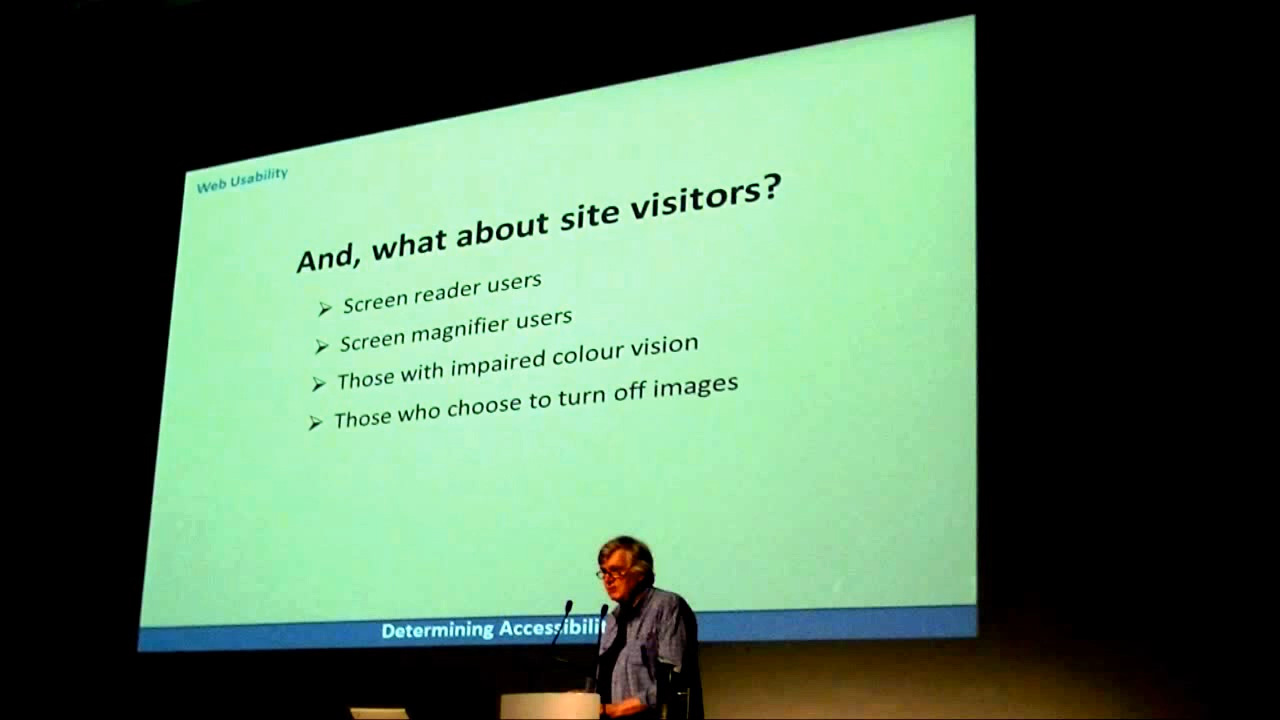 Web Usability
And, what about site visitors?
Screen reader users
Screen magnifier users
Those with impaired colour vision
Those who choose to turn off images
Determining